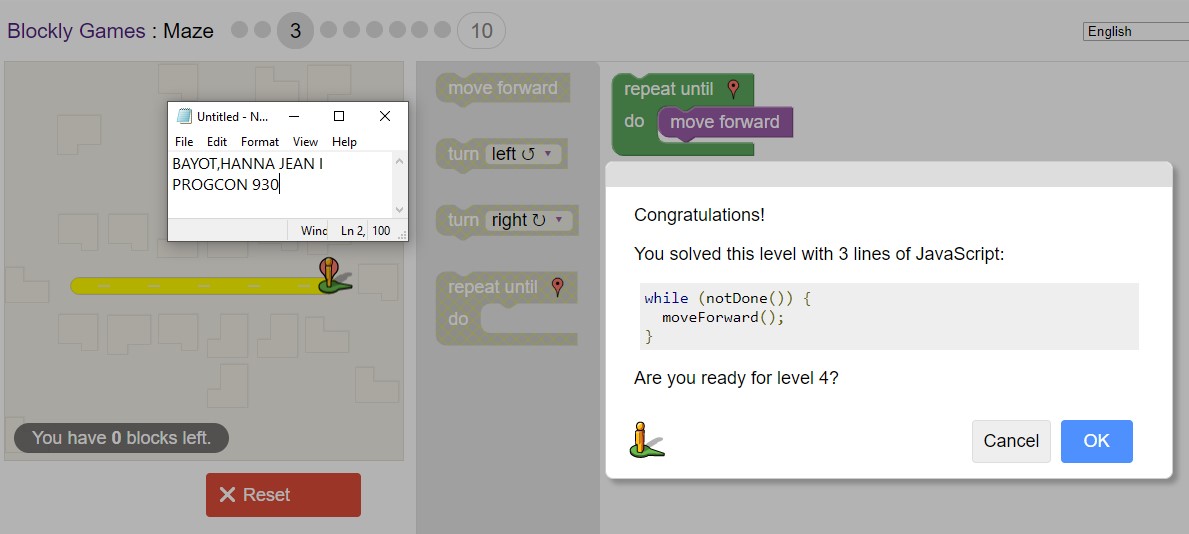 Blockly Games : Maze 3 10
English
Untitled - N...
File Edit Format View Help
BAYOT,HANNA JEAN I
PROGCON 930
Winc Ln 2, 100
move forward
turn left ↺ ▾
turn right ↻ ▾
repeat until
do
repeat until
do move forward
You have 0 blocks left.
Reset
Congratulations!
You solved this level with 3 lines of JavaScript:
while (notDone()) {
  moveForward();
}
Are you ready for level 4?
Cancel OK